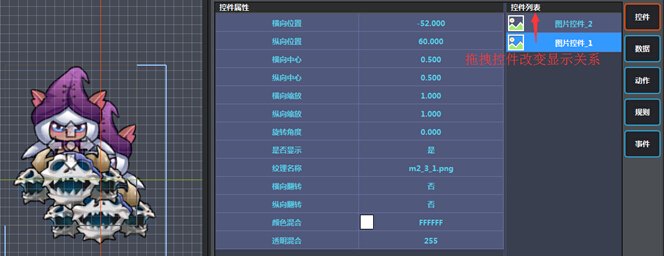 控件属性
横向位置 -52.000
纵向位置 60.000
横向中心 0.500
纵向中心 0.500
横向缩放 1.000
纵向缩放 1.000
旋转角度 0.000
是否显示 是
纹理名称 m2_3_1.png
横向翻转 否
纵向翻转 否
颜色混合 FFFFFF
透明混合 255
控件列表
图片控件_2
图片控件_1
拖拽控件改变显示关系
控件
数据
动作
规则
事件